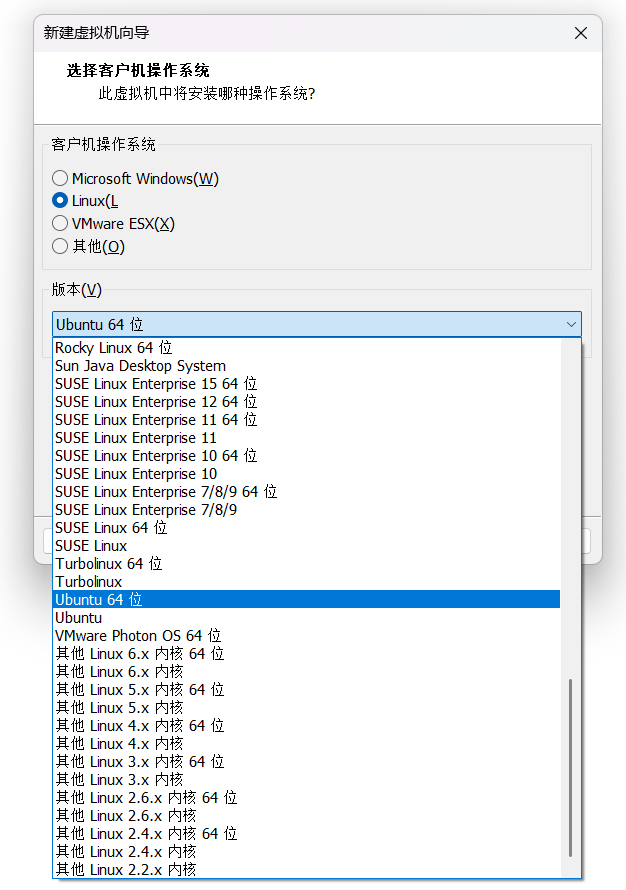 新建虚拟机向导
选择客户机操作系统
此虚拟机中将安装哪种操作系统?
客户机操作系统
Microsoft Windows(W)
Linux(L
VMware ESX(X)
其他(O)
版本(V)
Ubuntu 64 位
Rocky Linux 64 位
Sun Java Desktop System
SUSE Linux Enterprise 15 64 位
SUSE Linux Enterprise 12 64 位
SUSE Linux Enterprise 11 64 位
SUSE Linux Enterprise 11
SUSE Linux Enterprise 10 64 位
SUSE Linux Enterprise 10
SUSE Linux Enterprise 7/8/9 64 位
SUSE Linux Enterprise 7/8/9
SUSE Linux 64 位
SUSE Linux
Turbolinux 64 位
Turbolinux
Ubuntu 64 位
Ubuntu
VMware Photon OS 64 位
其他 Linux 6.x 内核 64 位
其他 Linux 6.x 内核
其他 Linux 5.x 内核 64 位
其他 Linux 5.x 内核
其他 Linux 4.x 内核 64 位
其他 Linux 4.x 内核
其他 Linux 3.x 内核 64 位
其他 Linux 3.x 内核
其他 Linux 2.6.x 内核 64 位
其他 Linux 2.6.x 内核
其他 Linux 2.4.x 内核 64 位
其他 Linux 2.4.x 内核
其他 Linux 2.2.x 内核